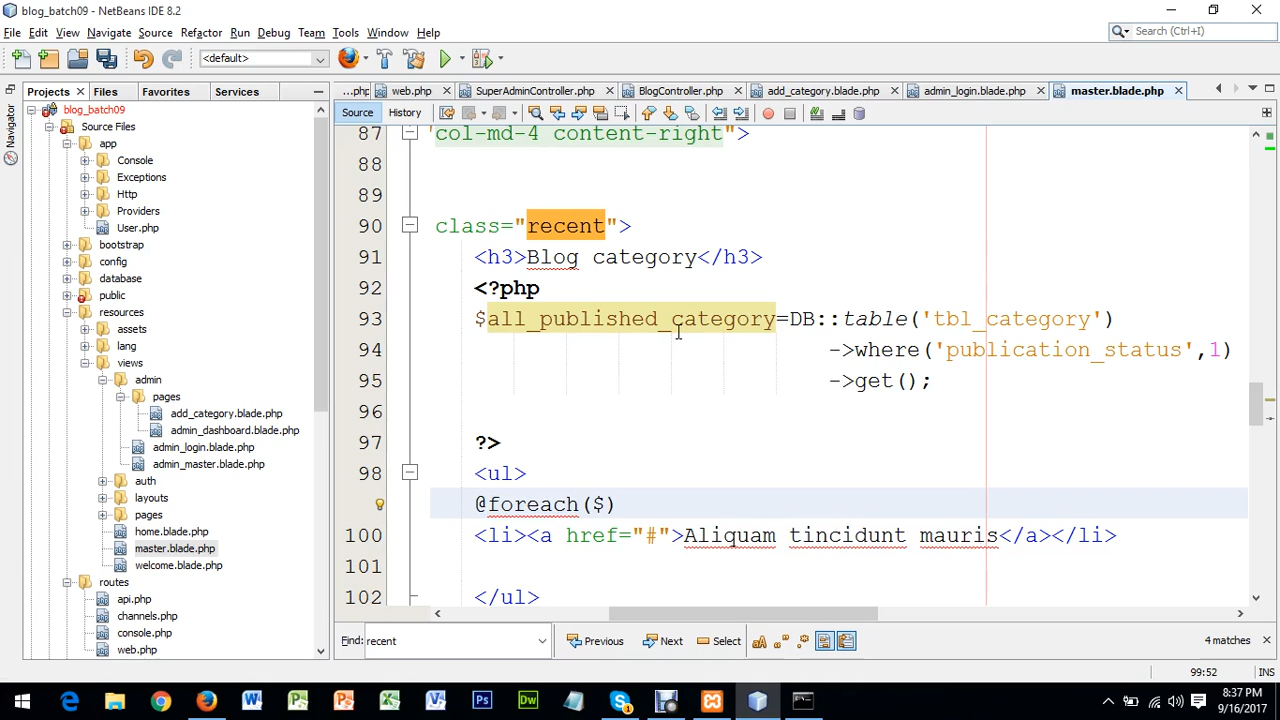 blog_batch09 - NetBeans IDE 8.2
File Edit View Navigate Source Refactor Run Debug Team Tools Window Help
Search (Ctrl+I)
<default>
Projects Files Favorites Services
...php web.php SuperAdminController.php BlogController.php add_category.blade.php admin_login.blade.php master.blade.php
Navigator
Source History
blog_batch09
Source Files
app
Console
Exceptions
Http
Providers
User.php
bootstrap
config
database
public
resources
assets
lang
views
admin
pages
add_category.blade.php
admin_dashboard.blade.php
admin_login.blade.php
admin_master.blade.php
auth
layouts
pages
home.blade.php
master.blade.php
welcome.blade.php
routes
api.php
channels.php
console.php
web.php
87 'col-md-4 content-right">
88
89
90 class="recent">
91 <h3>Blog category</h3>
92 <?php
93 $all_published_category=DB::table('tbl_category')
94 ->where('publication_status',1)
95 ->get();
96
97 ?>
98 <ul>
@foreach($)
100 <li><a href="#">Aliquam tincidunt mauris</a></li>
101
102 </ul>
Find: recent Previous Next Select 4 matches
99:52 INS
8:37 PM
9/16/2017